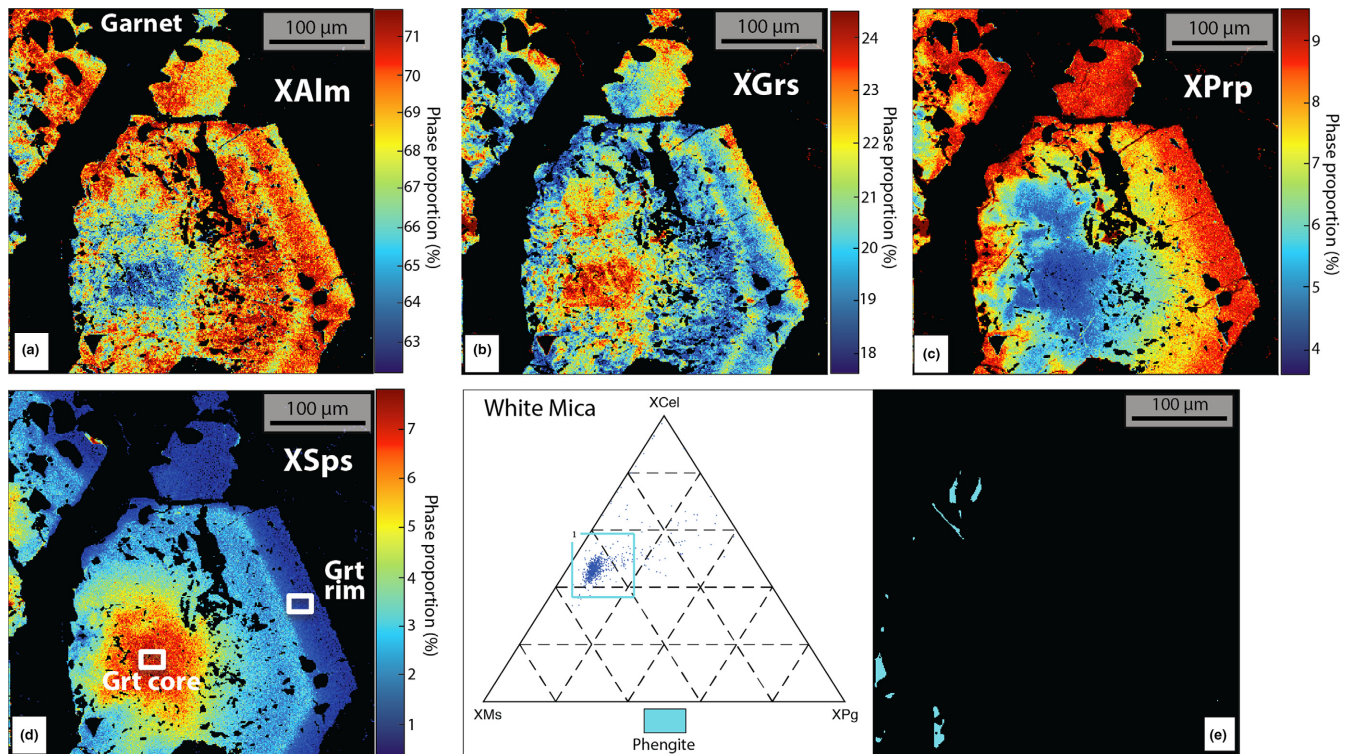 Garnet
100 µm
XAlm
71
70
69
68
67
66
65
64
63
Phase proportion (%)
(a)
100 µm
XGrs
24
23
22
21
20
19
18
Phase proportion (%)
(b)
100 µm
XPrp
9
8
7
6
5
4
Phase proportion (%)
(c)
100 µm
XSps
7
6
5
4
3
2
1
Phase proportion (%)
Grt
rim
Grt core
(d)
White Mica
XCel
1
XMs
XPg
Phengite
100 µm
(e)